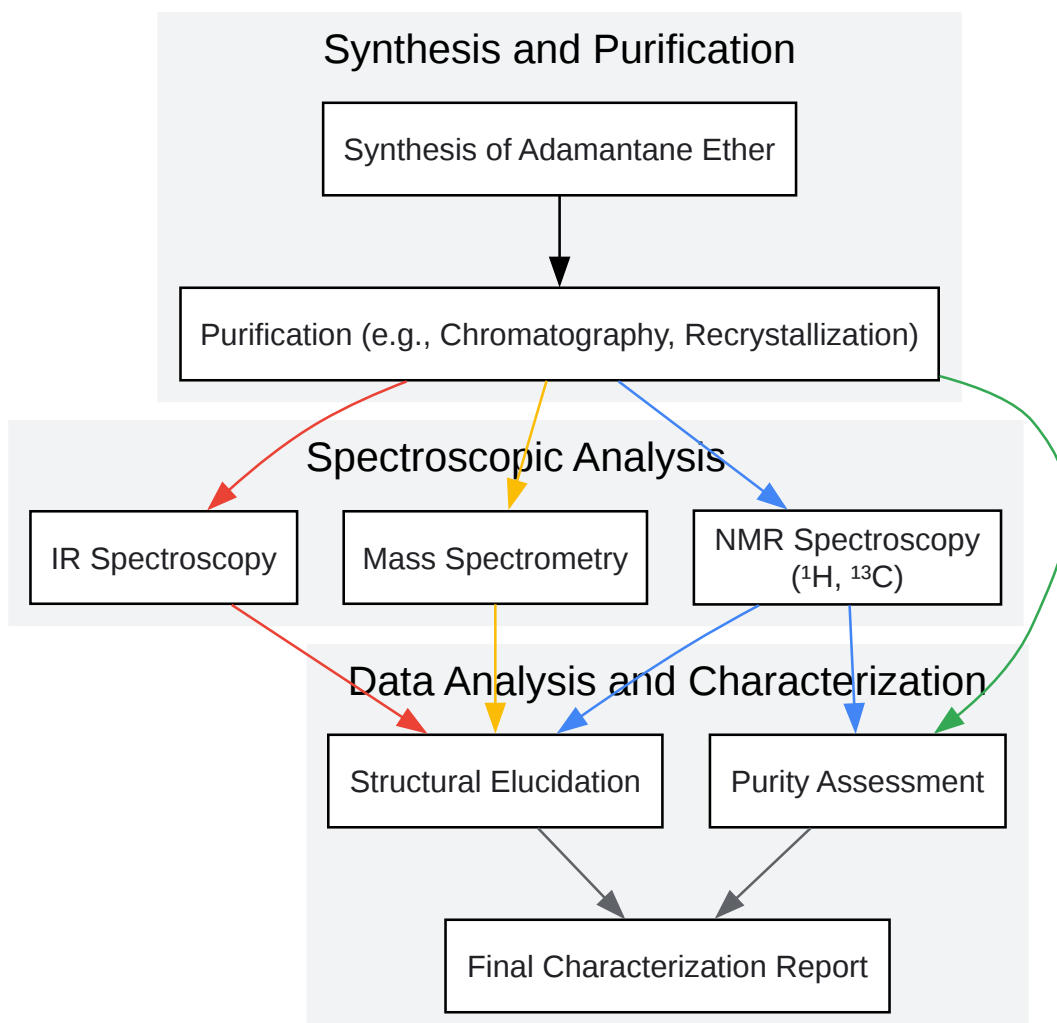 Synthesis and Purification
Synthesis of Adamantane Ether
Purification (e.g., Chromatography, Recrystallization)
Spectroscopic Analysis
IR Spectroscopy
Mass Spectrometry
NMR Spectroscopy
(¹H, ¹³C)
Data Analysis and Characterization
Structural Elucidation
Purity Assessment
Final Characterization Report